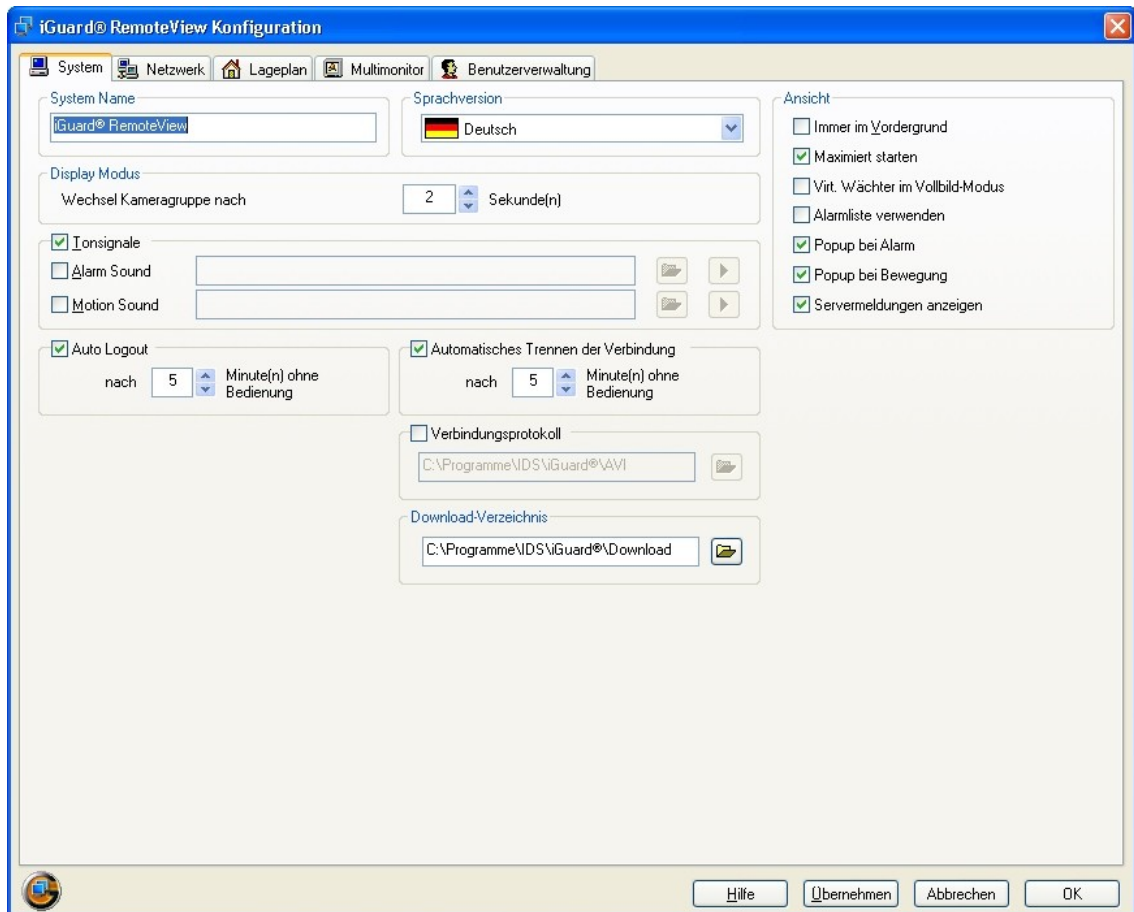 iGuard® RemoteView Konfiguration
System
Netzwerk
Lageplan
Multimonitor
Benutzerverwaltung
System Name
iGuard® RemoteView
Sprachversion
Deutsch
Display Modus
Wechsel Kameragruppe nach 2 Sekunde(n)
Tonsignale
Alarm Sound
Motion Sound
Auto Logout
nach 5 Minute(n) ohne
Bedienung
Automatisches Trennen der Verbindung
nach 5 Minute(n) ohne
Bedienung
Verbindungsprotokoll
C:\Programme\IDS\iGuard®\AVI
Download-Verzeichnis
C:\Programme\IDS\iGuard®\Download
Ansicht
Immer im Vordergrund
Maximiert starten
Virt. Wächter im Vollbild-Modus
Alarmliste verwenden
Popup bei Alarm
Popup bei Bewegung
Servermeldungen anzeigen
Hilfe
Übernehmen
Abbrechen
OK